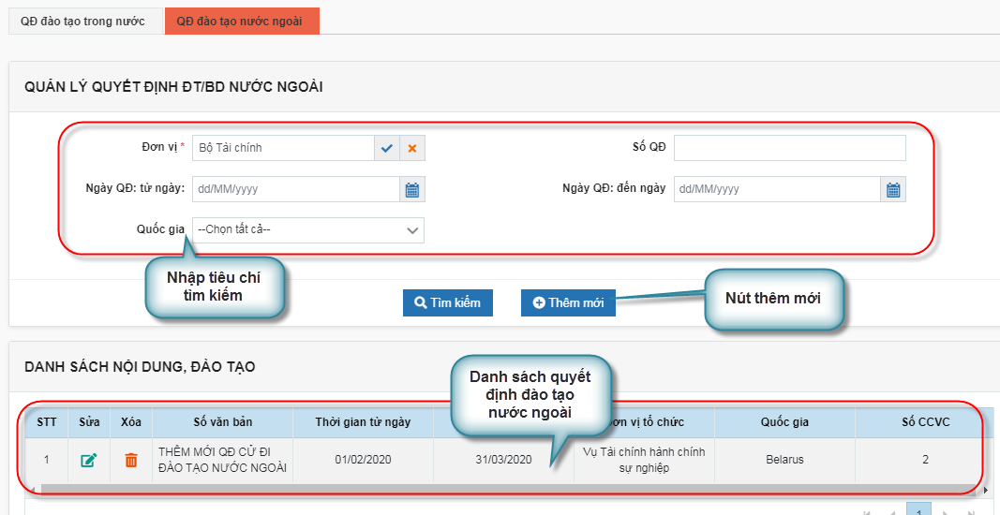 QĐ đào tạo trong nước
QĐ đào tạo nước ngoài
QUẢN LÝ QUYẾT ĐỊNH ĐT/BD NƯỚC NGOÀI
Đơn vị * Bộ Tài chính
Số QĐ
Ngày QĐ: từ ngày: dd/MM/yyyy
Ngày QĐ: đến ngày dd/MM/yyyy
Quốc gia --Chọn tất cả--
Nhập tiêu chí
tìm kiếm
Tìm kiếm
Thêm mới
Nút thêm mới
DANH SÁCH NỘI DUNG, ĐÀO TẠO
Danh sách quyết
định đào tạo
nước ngoài
STT Sửa Xóa Số văn bản Thời gian từ ngày vị tổ chức Quốc gia Số CCVC
1 THÊM MỚI QĐ CỬ ĐI
ĐÀO TẠO NƯỚC NGOÀI
01/02/2020 31/03/2020
Vụ Tài chính hành chính
sự nghiệp
Belarus 2
1